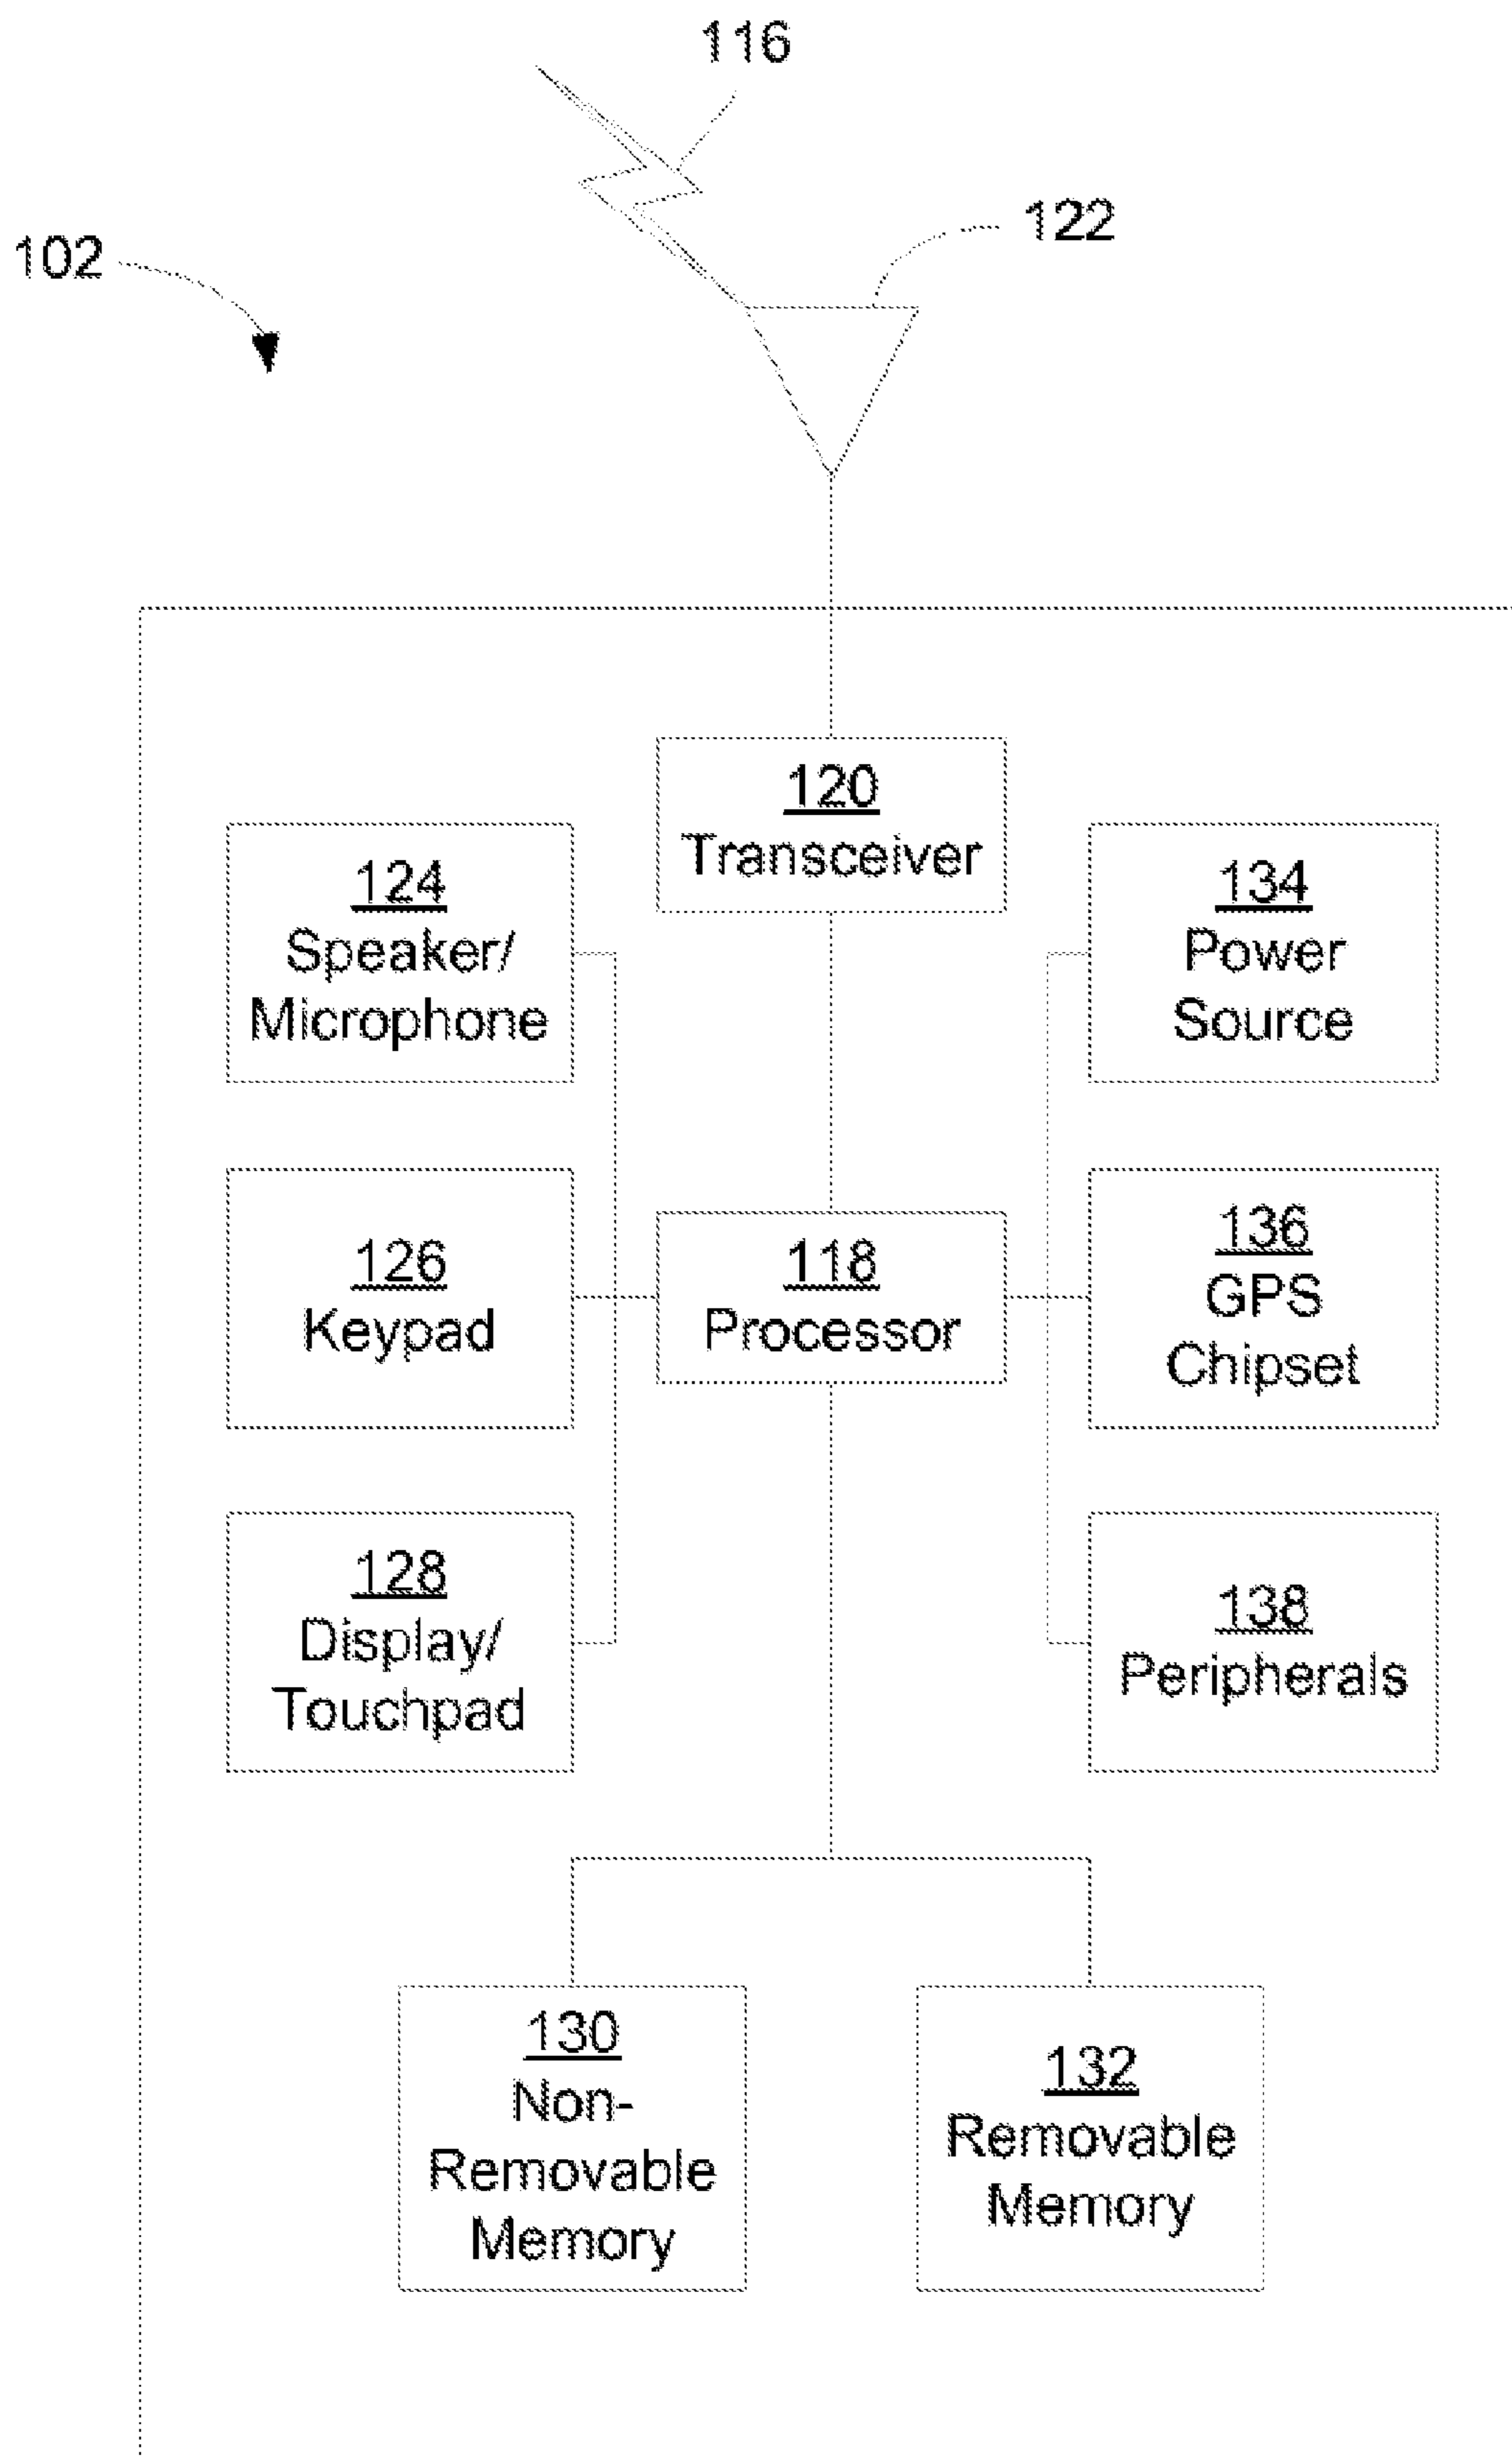 116
122
102
120
Transceiver
124
Speaker/
Microphone
134
Power
Source
126
Keypad
118
Processor
136
GPS
Chipset
128
Display/
Touchpad
138
Peripherals
130
Non-
Removable
Memory
132
Removable
Memory